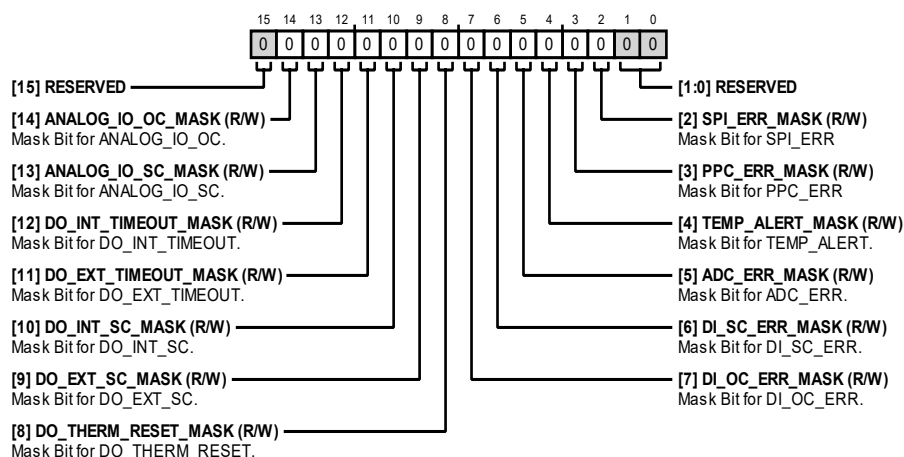 15 14 13 12 11 10 9 8 7 6 5 4 3 2 1 0
0 0 0 0 0 0 0 0 0 0 0 0 0 0 0 0
[15] RESERVED
[14] ANALOG_IO_OC_MASK (R/W)
Mask Bit for ANALOG_IO_OC.
[13] ANALOG_IO_SC_MASK (R/W)
Mask Bit for ANALOG_IO_SC.
[12] DO_INT_TIMEOUT_MASK (R/W)
Mask Bit for DO_INT_TIMEOUT.
[11] DO_EXT_TIMEOUT_MASK (R/W)
Mask Bit for DO_EXT_TIMEOUT.
[10] DO_INT_SC_MASK (R/W)
Mask Bit for DO_INT_SC.
[9] DO_EXT_SC_MASK (R/W)
Mask Bit for DO_EXT_SC.
[8] DO_THERM_RESET_MASK (R/W)
Mask Bit for DO_THERM_RESET.
[1:0] RESERVED
[2] SPI_ERR_MASK (R/W)
Mask Bit for SPI_ERR
[3] PPC_ERR_MASK (R/W)
Mask Bit for PPC_ERR
[4] TEMP_ALERT_MASK (R/W)
Mask Bit for TEMP_ALERT.
[5] ADC_ERR_MASK (R/W)
Mask Bit for ADC_ERR.
[6] DI_SC_ERR_MASK (R/W)
Mask Bit for DI_SC_ERR.
[7] DI_OC_ERR_MASK (R/W)
Mask Bit for DI_OC_ERR.